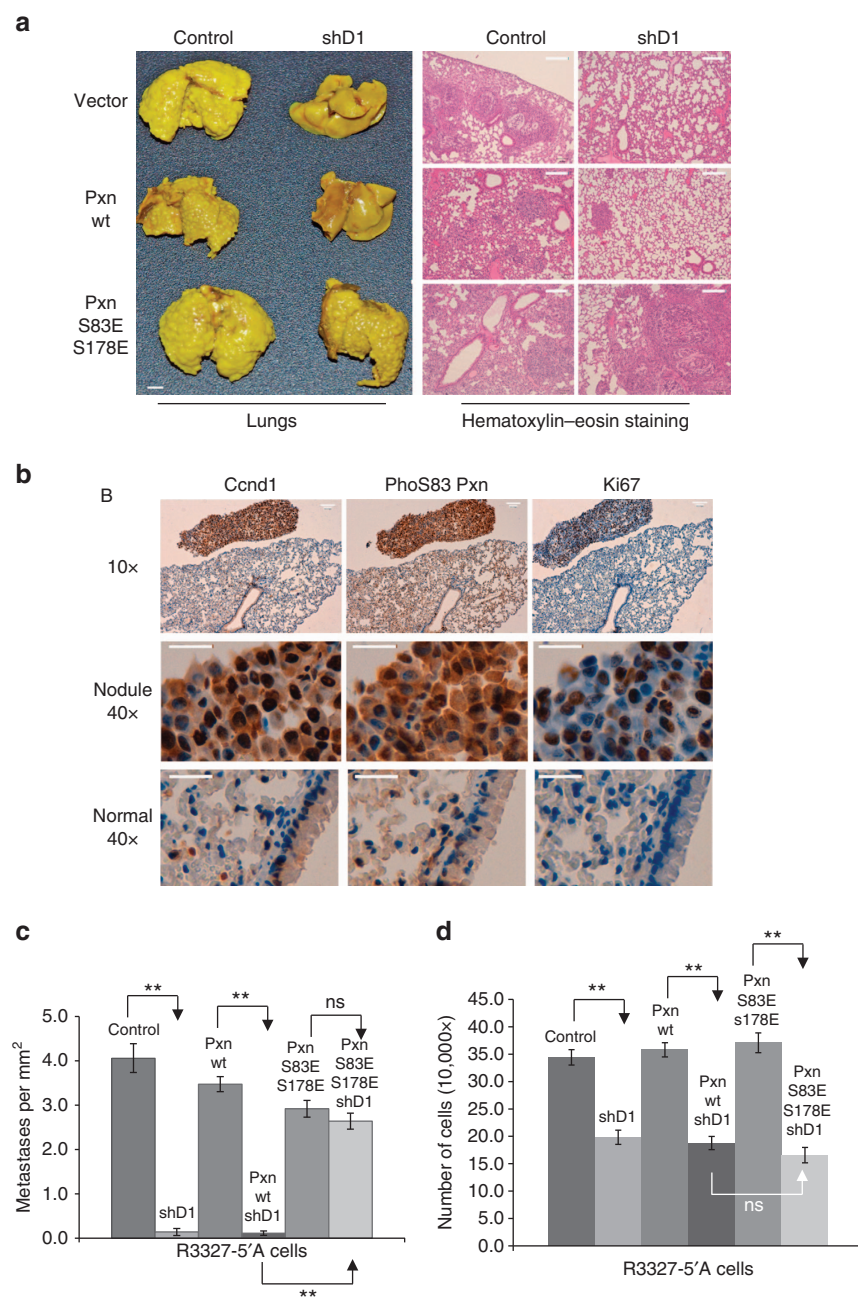 a
Control shD1 Control shD1
Vector
Pxn
wt
Pxn
S83E
S178E
Lungs Hematoxylin–eosin staining
b
B Ccnd1 PhoS83 Pxn Ki67
10×
Nodule
40×
Normal
40×
c
Metastases per mm²
5.0
4.0
3.0
2.0
1.0
0.0
**
**
ns
Control
shD1
Pxn
wt
Pxn
wt
shD1
Pxn
S83E
S178E
Pxn
S83E
S178E
shD1
R3327-5′A cells
**
d
Number of cells (10,000×)
45.0
40.0
35.0
30.0
25.0
20.0
15.0
10.0
5.0
0.0
**
**
**
Control
shD1
Pxn
wt
Pxn
wt
shD1
Pxn
S83E
s178E
Pxn
S83E
S178E
shD1
ns
R3327-5′A cells